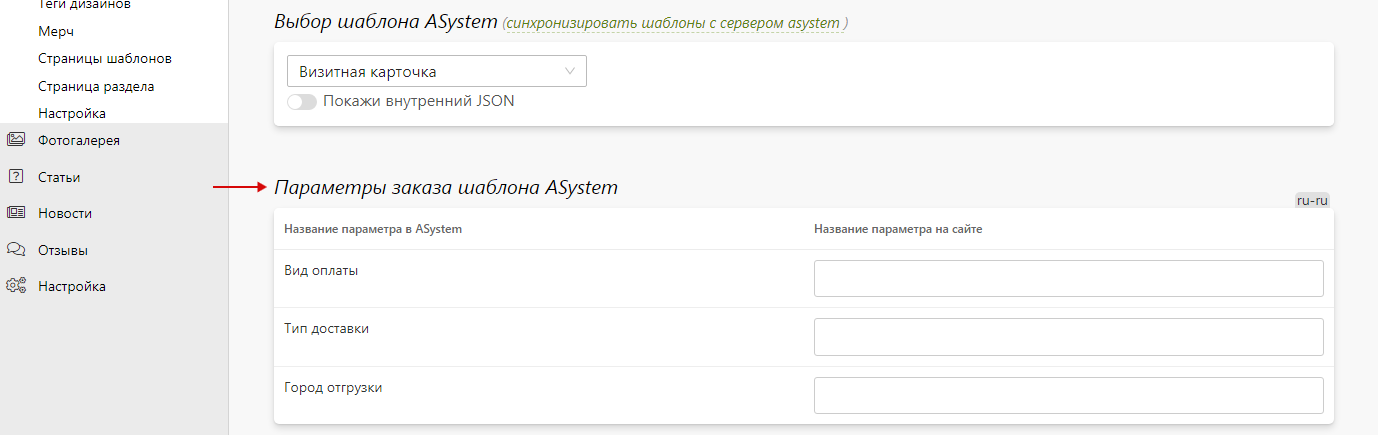 Теги дизайнов
Мерч
Страницы шаблонов
Страница раздела
Настройка
Фотогалерея
Статьи
Новости
Отзывы
Настройка
Выбор шаблона ASystem (синхронизировать шаблоны с сервером asystem )
Визитная карточка
Покажи внутренний JSON
Параметры заказа шаблона ASystem
ru-ru
Название параметра в ASystem Название параметра на сайте
Вид оплаты
Тип доставки
Город отгрузки